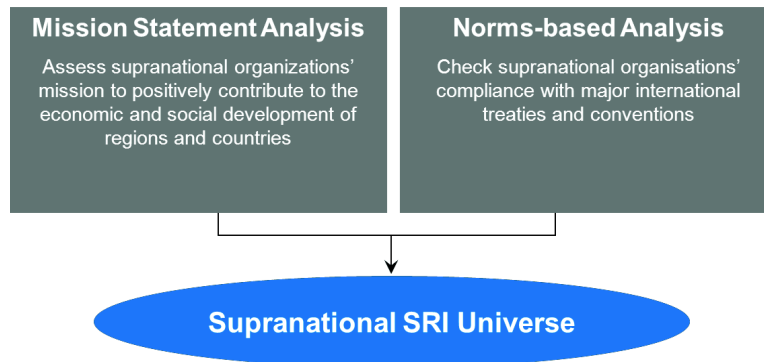 Mission Statement Analysis
Assess supranational organizations’
mission to positively contribute to the
economic and social development of
regions and countries
Norms-based Analysis
Check supranational organisations’
compliance with major international
treaties and conventions
Supranational SRI Universe